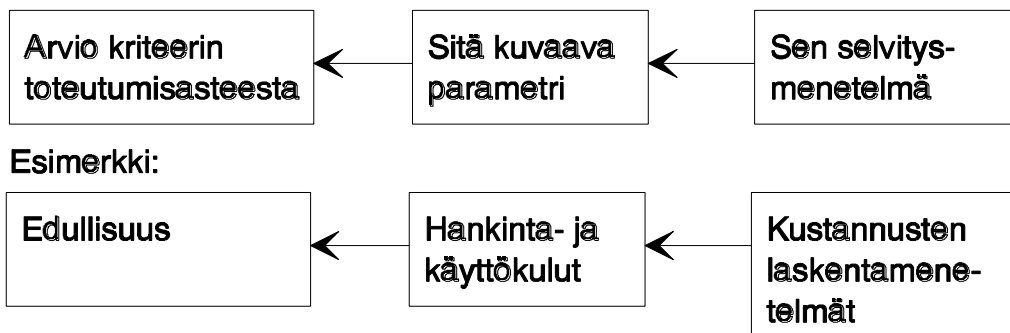 Arvio kriteerin
toteutumisasteesta
Sitä kuvaava
parametri
Sen selvitys-
menetelmä
Esimerkki:
Edullisuus
Hankinta- ja
käyttökulut
Kustannusten
laskentamene-
telmät